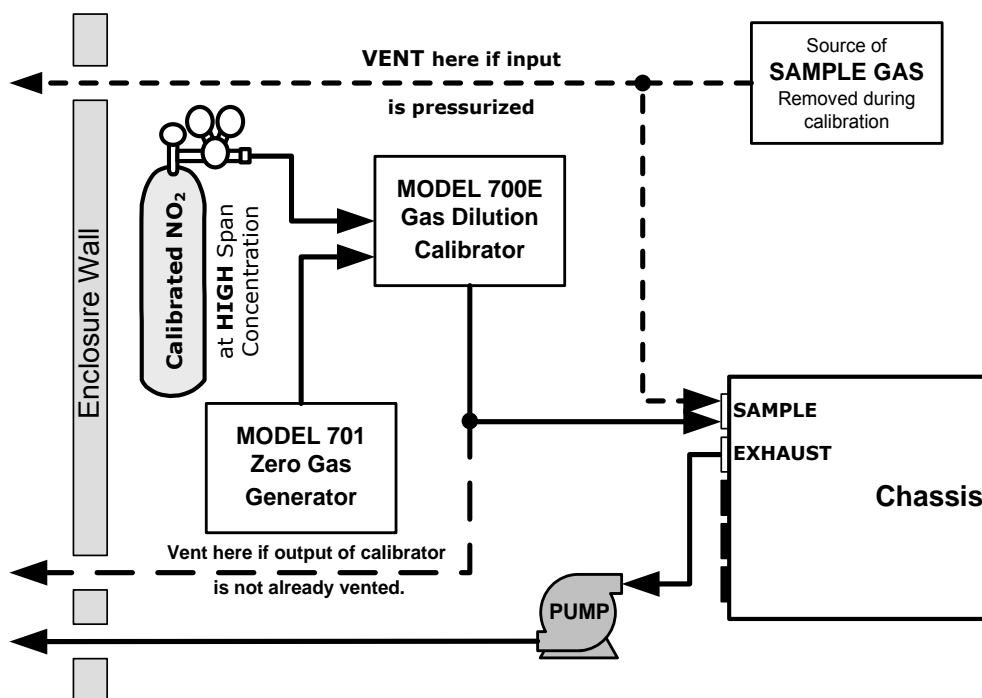 VENT here if input
is pressurized
Source of
SAMPLE GAS
Removed during
calibration
Enclosure Wall
Calibrated NO₂
at HIGH Span
Concentration
MODEL 700E
Gas Dilution
Calibrator
MODEL 701
Zero Gas
Generator
SAMPLE
EXHAUST
Chassis
Vent here if output of calibrator
is not already vented.
PUMP